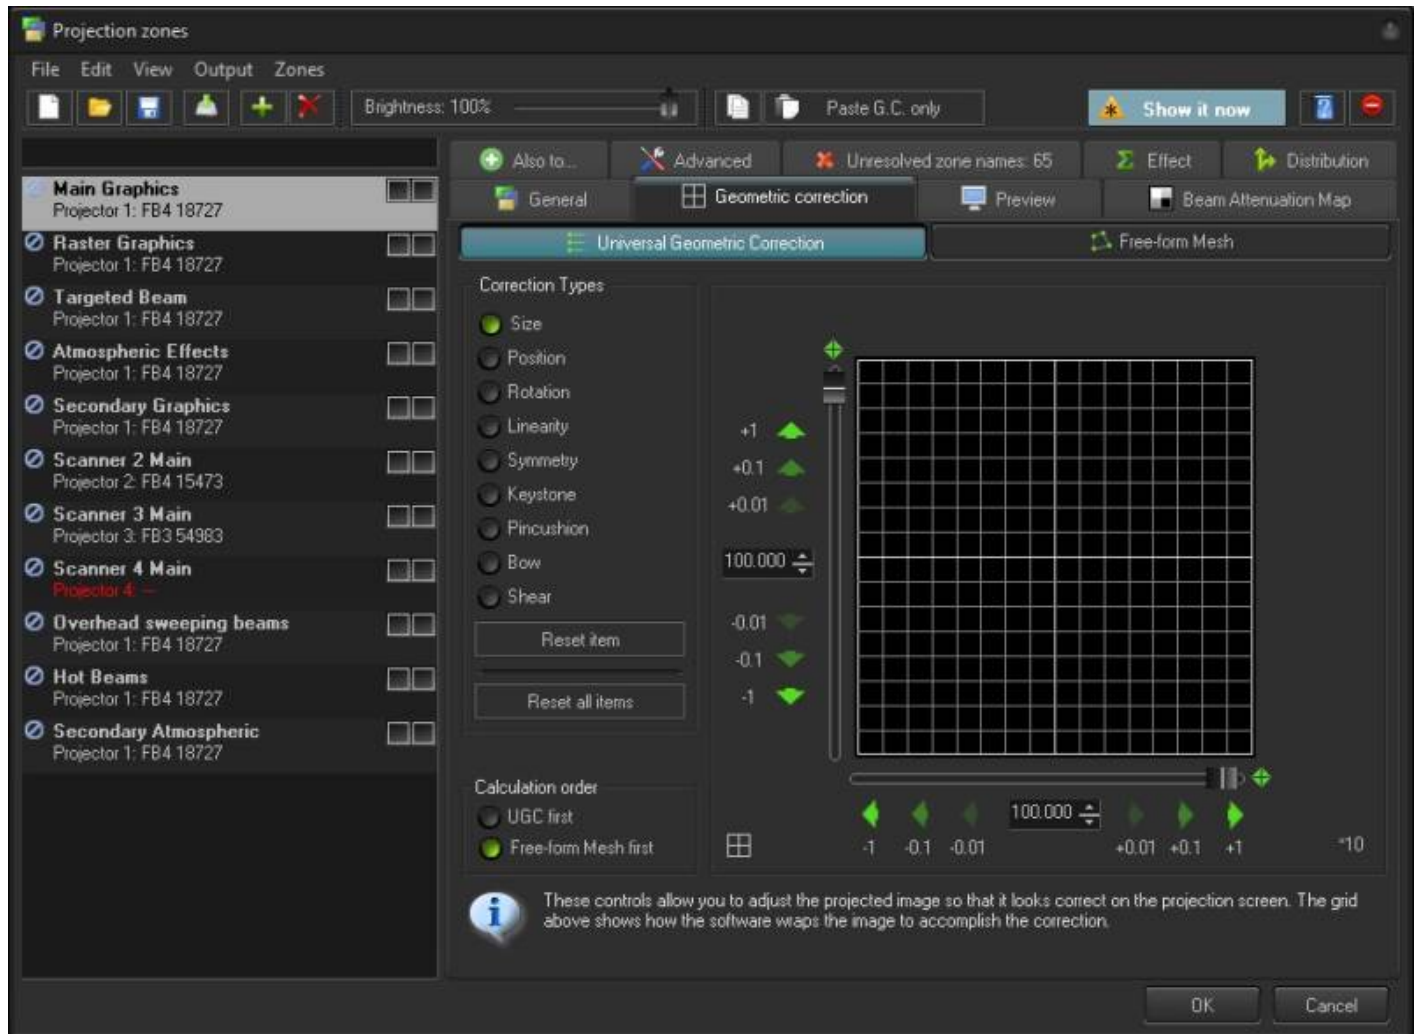 Projection zones
File Edit View Output Zones
Brightness: 100% Paste G.C. only Show it now
Also to... Advanced Unresolved zone names: 65 Effect Distribution
General Geometric correction Preview Beam Attenuation Map
Universal Geometric Correction Free-form Mesh
Main Graphics
Projector 1: FB4 18727
Raster Graphics
Projector 1: FB4 18727
Targeted Beam
Projector 1: FB4 18727
Atmospheric Effects
Projector 1: FB4 18727
Secondary Graphics
Projector 1: FB4 18727
Scanner 2 Main
Projector 2: FB4 15473
Scanner 3 Main
Projector 3: FB3 54983
Scanner 4 Main
Projector 4: --
Overhead sweeping beams
Projector 1: FB4 18727
Hot Beams
Projector 1: FB4 18727
Secondary Atmospheric
Projector 1: FB4 18727
Correction Types
Size
Position
Rotation
Linearity
Symmetry
Keystone
Pincushion
Bow
Shear
Reset item
Reset all items
Calculation order
UGC first
Free-form Mesh first
+1
+0.1
+0.01
100.000
-0.01
-0.1
-1
100.000
-1 -0.1 -0.01 +0.01 +0.1 +1 *10
These controls allow you to adjust the projected image so that it looks correct on the projection screen. The grid
above shows how the software wraps the image to accomplish the correction.
OK Cancel